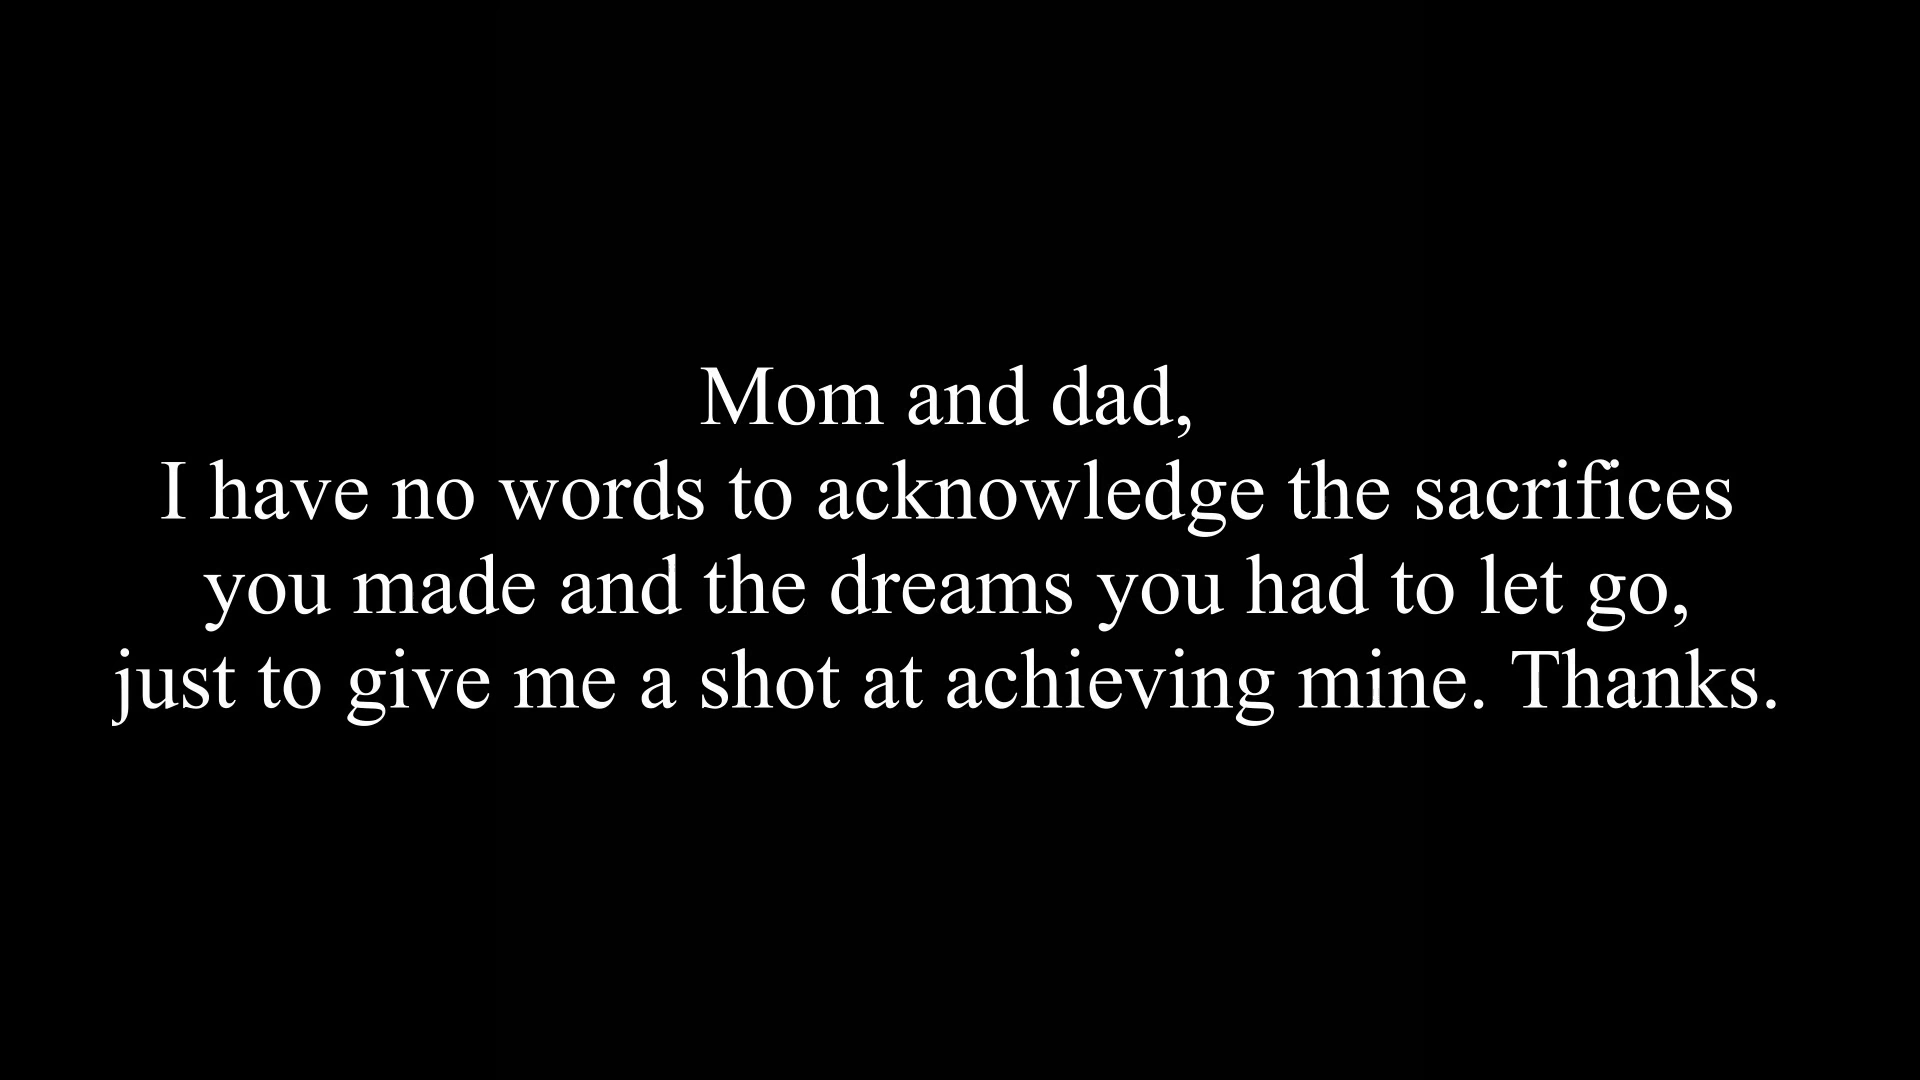 Mom and dad,
I have no words to acknowledge the sacrifices
you made and the dreams you had to let go,
just to give me a shot at achieving mine. Thanks.